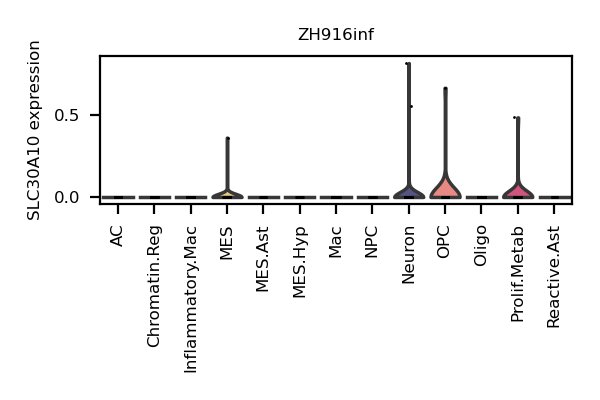 ZH916inf
SLC30A10 expression
0.5
0.0
AC
Chromatin.Reg
Inflammatory.Mac
MES
MES.Ast
MES.Hyp
Mac
NPC
Neuron
OPC
Oligo
Prolif.Metab
Reactive.Ast